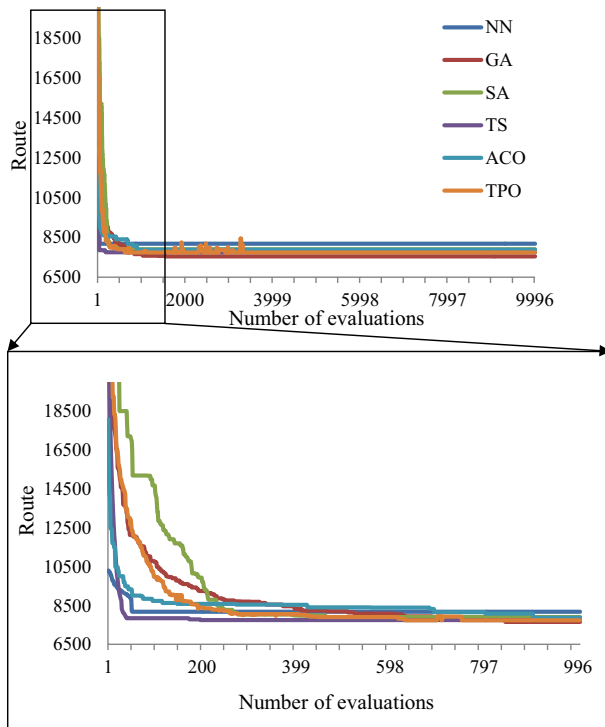 18500
16500
14500
12500
10500
8500
6500
Route
1
2000
3999
5998
7997
9996
Number of evaluations
NN
GA
SA
TS
ACO
TPO
18500
16500
14500
12500
10500
8500
6500
Route
1
200
399
598
797
996
Number of evaluations